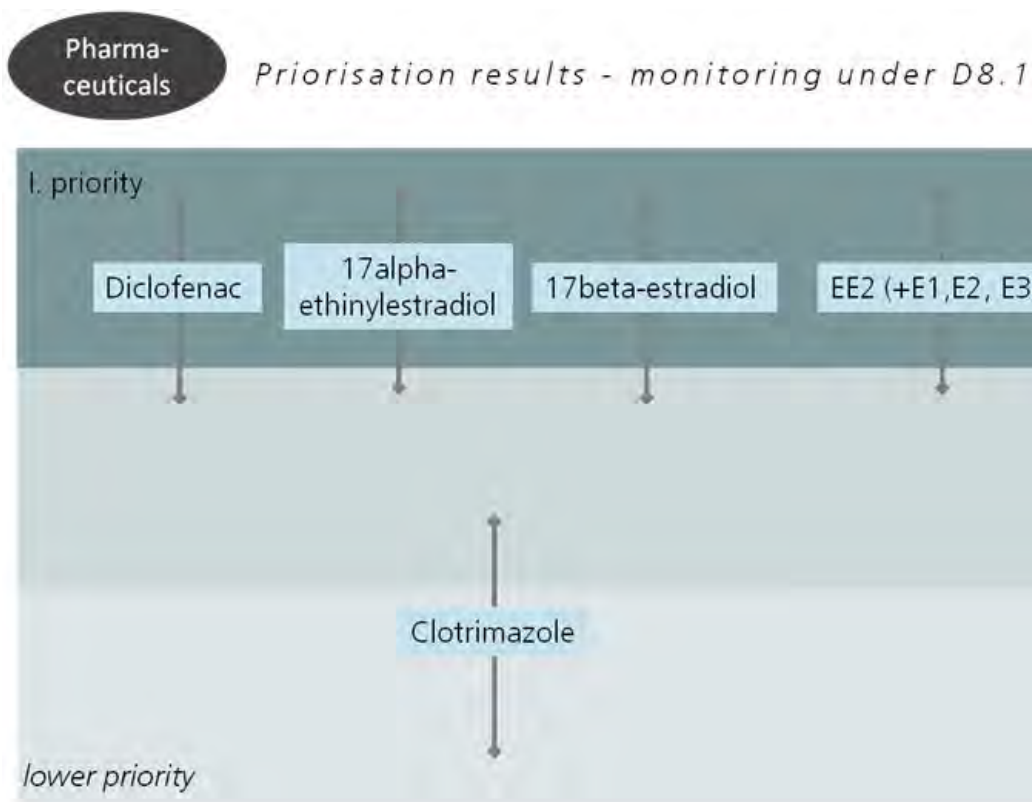 Pharma-
ceuticals
Priorisation results - monitoring under D8.1
I. priority
Diclofenac
17alpha-
ethinylestradiol
17beta-estradiol
EE2 (+E1,E2, E3
Clotrimazole
lower priority